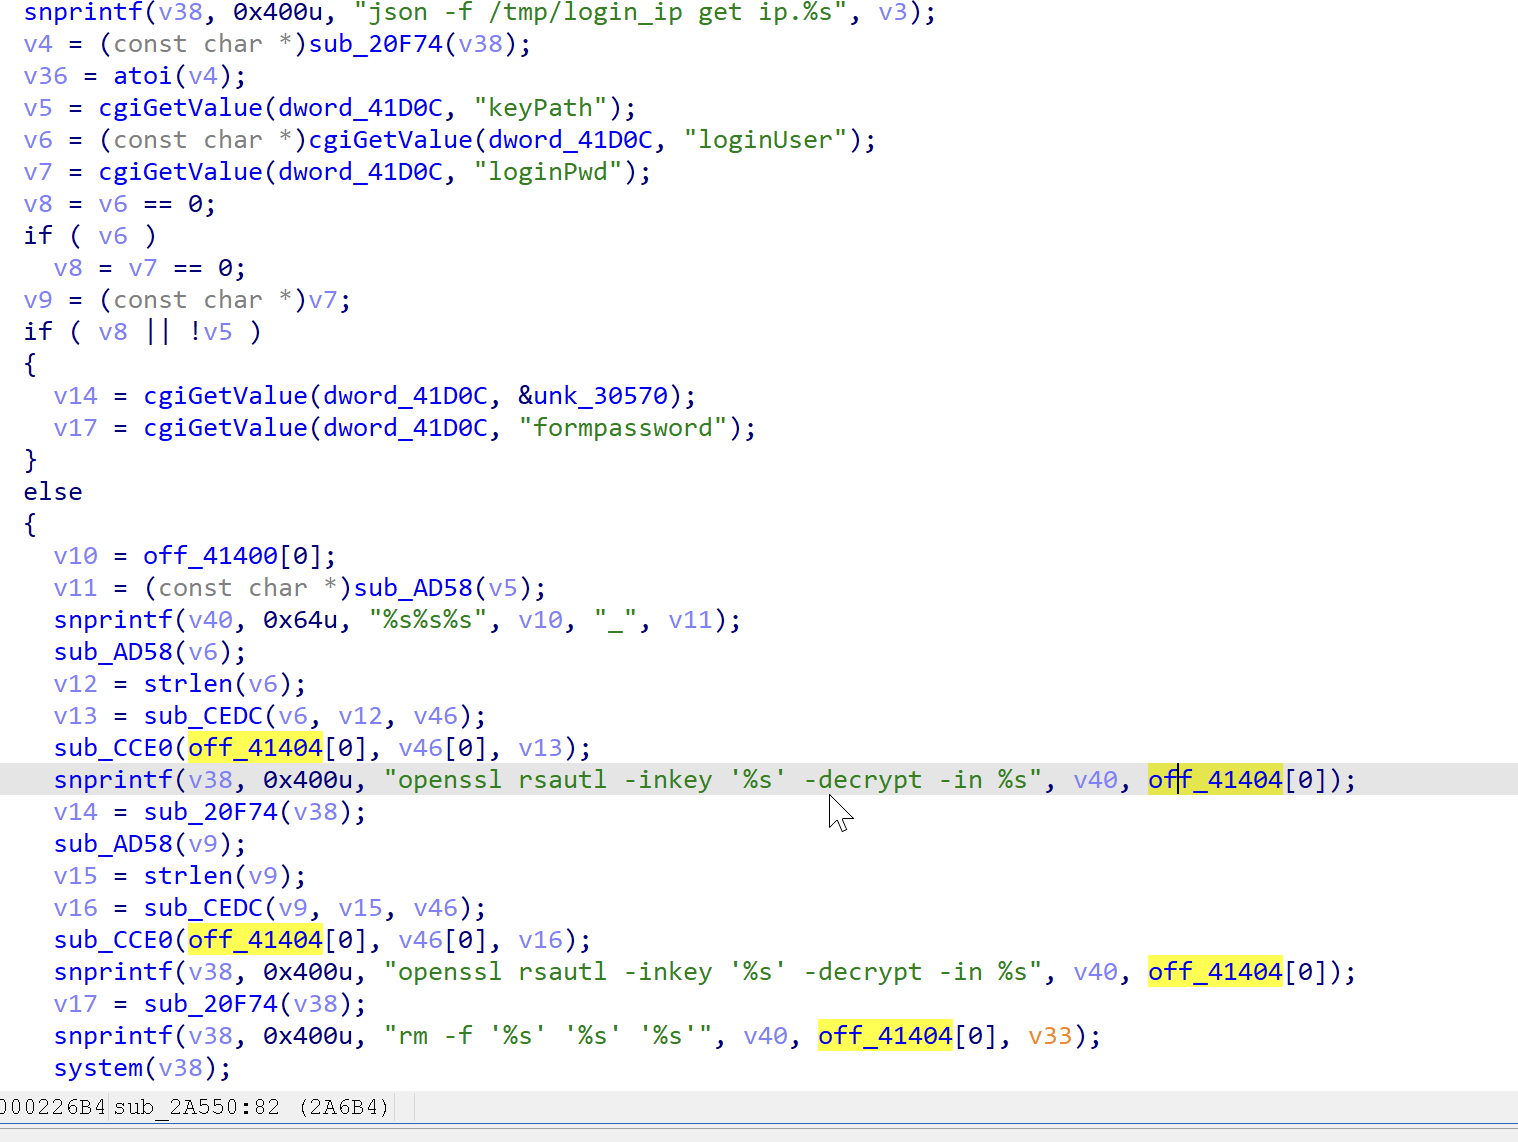 snprintf(v38, 0x400u, "json -f /tmp/login_ip get ip.%s", v3);
v4 = (const char *)sub_20F74(v38);
v36 = atoi(v4);
v5 = cgiGetValue(dword_41D0C, "keyPath");
v6 = (const char *)cgiGetValue(dword_41D0C, "loginUser");
v7 = cgiGetValue(dword_41D0C, "loginPwd");
v8 = v6 == 0;
if ( v6 )
v8 = v7 == 0;
v9 = (const char *)v7;
if ( v8 || !v5 )
{
v14 = cgiGetValue(dword_41D0C, &unk_30570);
v17 = cgiGetValue(dword_41D0C, "formpassword");
}
else
{
v10 = off_41400[0];
v11 = (const char *)sub_AD58(v5);
snprintf(v40, 0x64u, "%s%s%s", v10, "_", v11);
sub_AD58(v6);
v12 = strlen(v6);
v13 = sub_CEDC(v6, v12, v46);
sub_CCE0(off_41404[0], v46[0], v13);
snprintf(v38, 0x400u, "openssl rsautl -inkey '%s' -decrypt -in %s", v40, off_41404[0]);
v14 = sub_20F74(v38);
sub_AD58(v9);
v15 = strlen(v9);
v16 = sub_CEDC(v9, v15, v46);
sub_CCE0(off_41404[0], v46[0], v16);
snprintf(v38, 0x400u, "openssl rsautl -inkey '%s' -decrypt -in %s", v40, off_41404[0]);
v17 = sub_20F74(v38);
snprintf(v38, 0x400u, "rm -f '%s' '%s' '%s'", v40, off_41404[0], v33);
system(v38);
000226B4 sub_2A550:82 (2A6B4)